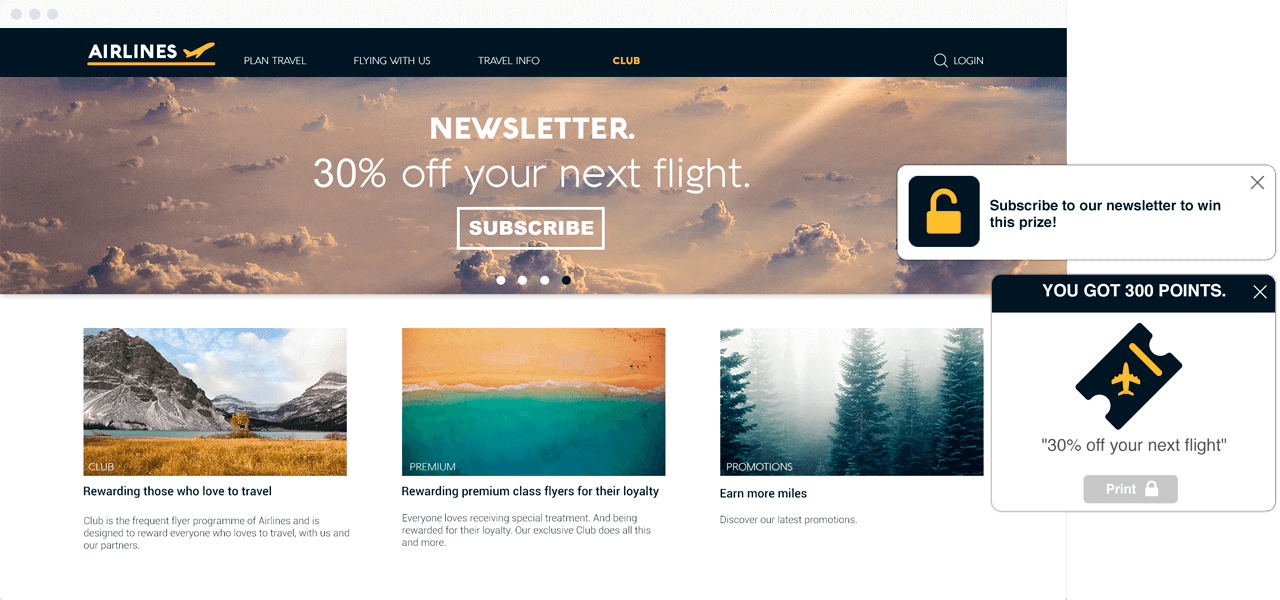 AIRLINES
PLAN TRAVEL
FLYING WITH US
TRAVEL INFO
CLUB
LOGIN
NEWSLETTER.
30% off your next flight.
SUBSCRIBE
Subscribe to our newsletter to win
this prize!
YOU GOT 300 POINTS.
"30% off your next flight"
Print
CLUB
Rewarding those who love to travel
Club is the frequent flyer programme of Airlines and is
designed to reward everyone who loves to travel, with us and
our partners.
PREMIUM
Rewarding premium class flyers for their loyalty
Everyone loves receiving special treatment. And being
rewarded for their loyalty. Our exclusive Club does all this
and more.
PROMOTIONS
Earn more miles
Discover our latest promotions.